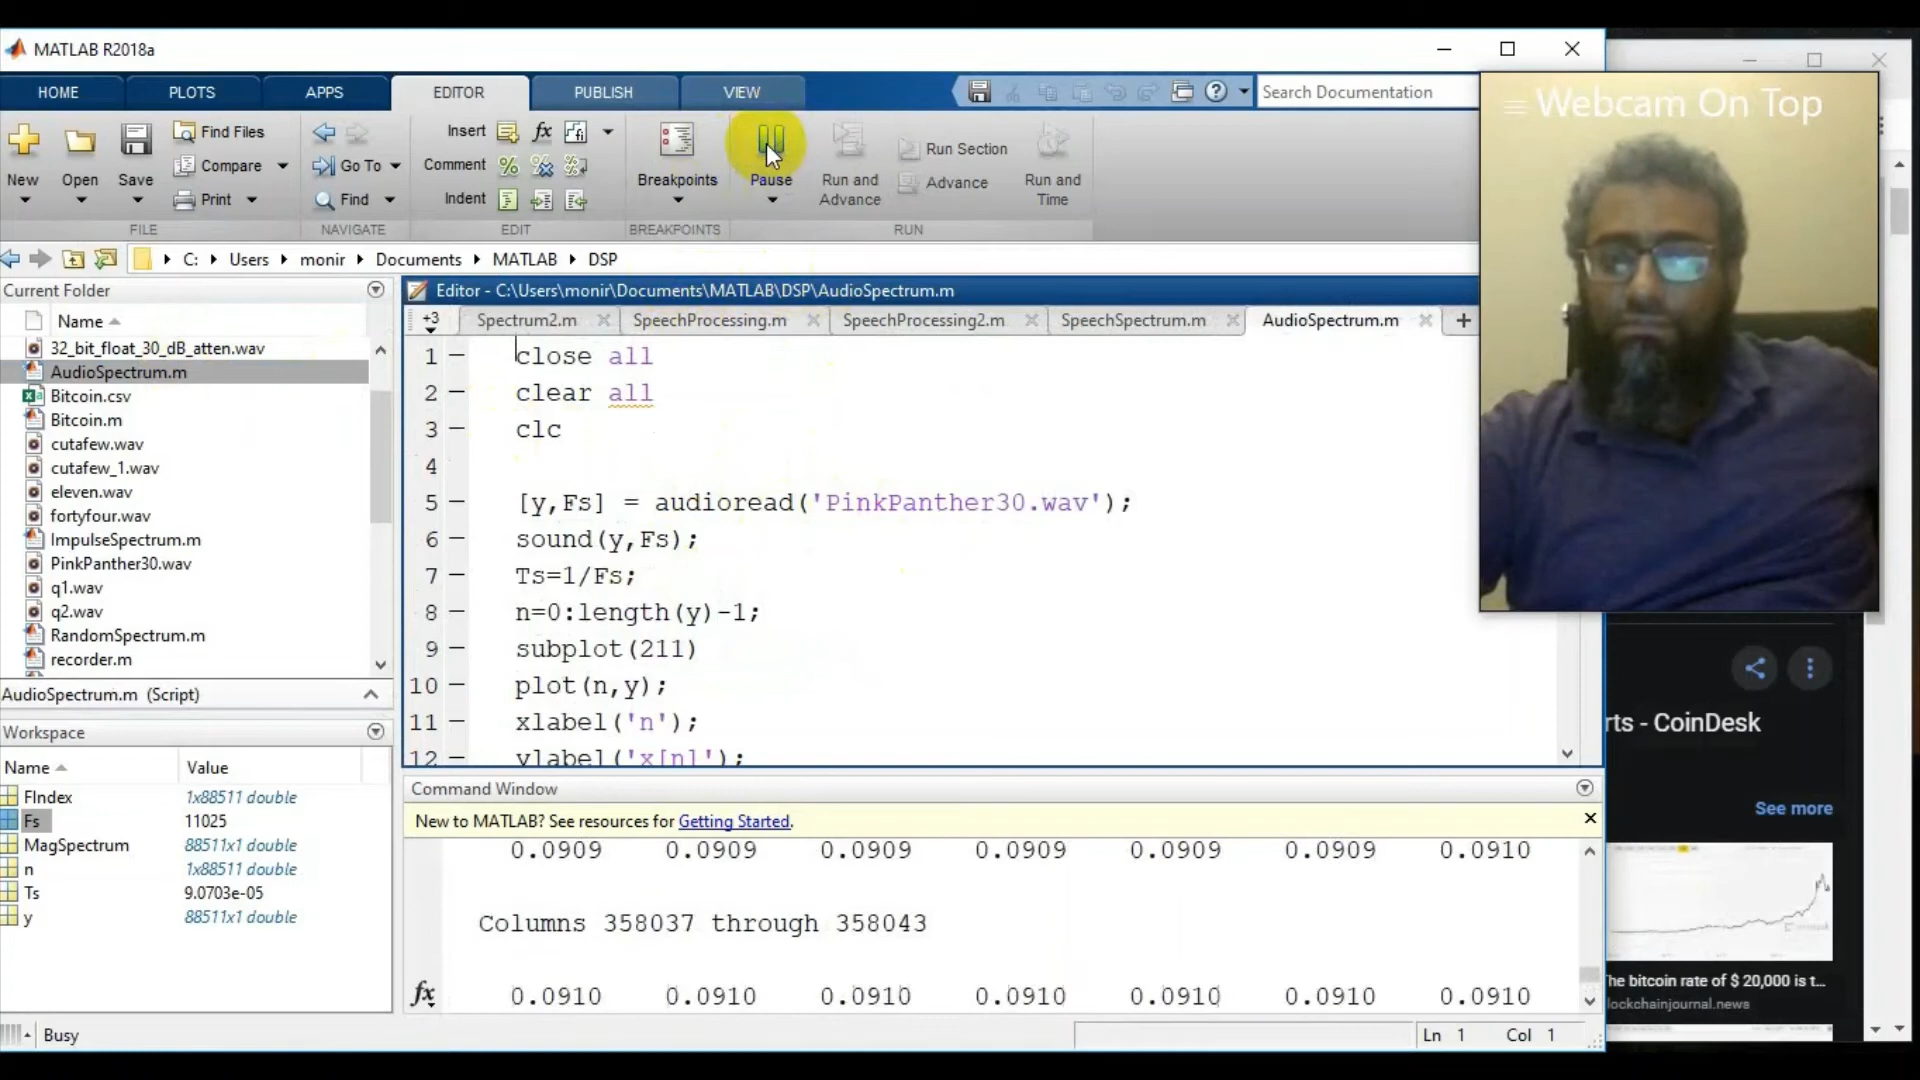 MATLAB R2018a
HOME PLOTS APPS EDITOR PUBLISH VIEW
Search Documentation
Webcam On Top
New Open Save Find Files Compare Print
FILE
Go To Find
NAVIGATE
Insert fx
Comment
Indent
EDIT
Breakpoints
BREAKPOINTS
Pause Run and Advance Run Section Advance Run and Time
RUN
C: Users monir Documents MATLAB DSP
Current Folder
Name
32_bit_float_30_dB_atten.wav
AudioSpectrum.m
Bitcoin.csv
Bitcoin.m
cutafew.wav
cutafew_1.wav
eleven.wav
fortyfour.wav
ImpulseSpectrum.m
PinkPanther30.wav
q1.wav
q2.wav
RandomSpectrum.m
recorder.m
AudioSpectrum.m (Script)
Workspace
Name Value
FIndex 1x88511 double
Fs 11025
MagSpectrum 88511x1 double
n 1x88511 double
Ts 9.0703e-05
y 88511x1 double
Busy
Editor - C:\Users\monir\Documents\MATLAB\DSP\AudioSpectrum.m
+3 Spectrum2.m SpeechProcessing.m SpeechProcessing2.m SpeechSpectrum.m AudioSpectrum.m
1 – close all
2 – clear all
3 – clc
4
5 – [y,Fs] = audioread('PinkPanther30.wav');
6 – sound(y,Fs);
7 – Ts=1/Fs;
8 – n=0:length(y)-1;
9 – subplot(211)
10 – plot(n,y);
11 – xlabel('n');
12 – ylabel('x[n]');
Command Window
New to MATLAB? See resources for Getting Started.
0.0909 0.0909 0.0909 0.0909 0.0909 0.0909 0.0910
Columns 358037 through 358043
fx 0.0910 0.0910 0.0910 0.0910 0.0910 0.0910 0.0910
Ln 1 Col 1
rts - CoinDesk
See more
he bitcoin rate of $ 20,000 is t...
lockchainjournal.news